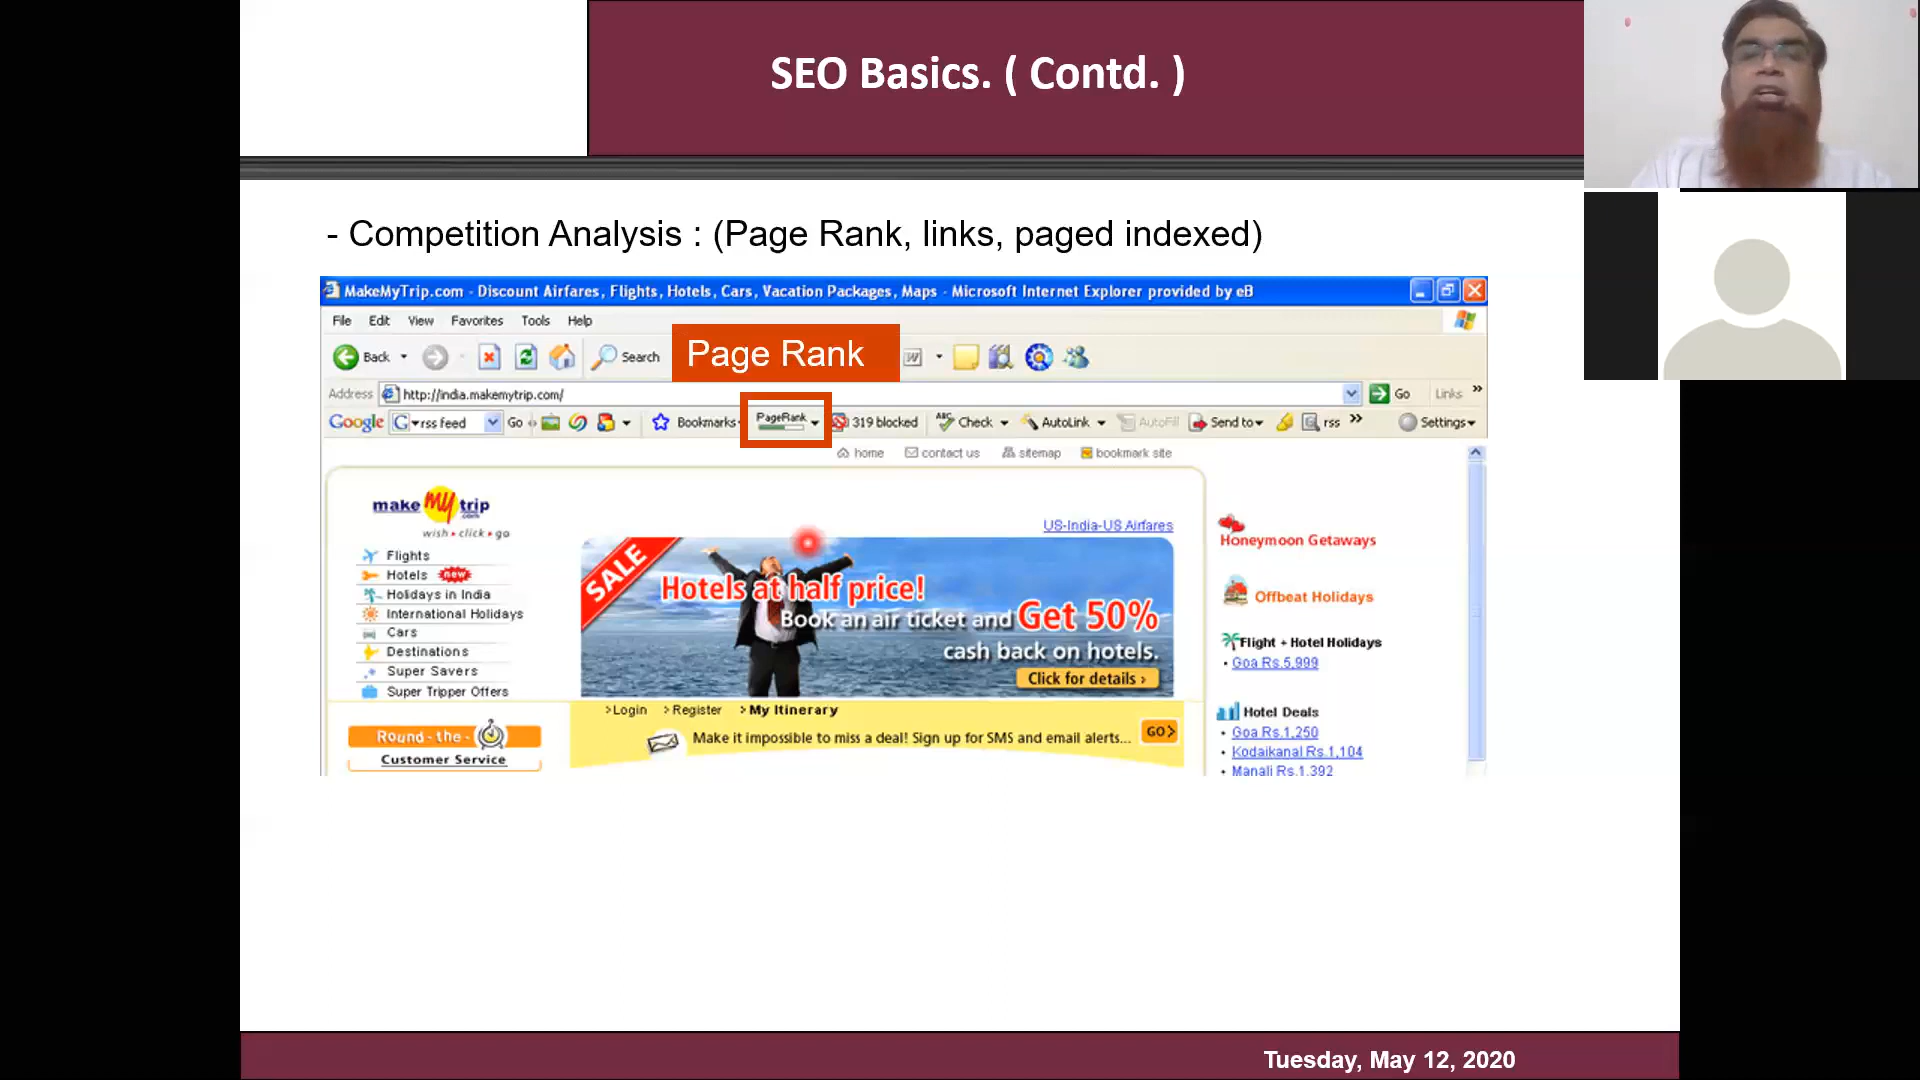 SEO Basics. ( Contd. )
- Competition Analysis : (Page Rank, links, paged indexed)
MakeMyTrip.com - Discount Airfares, Flights, Hotels, Cars, Vacation Packages, Maps - Microsoft Internet Explorer provided by eB
File Edit View Favorites Tools Help
Back Search Page Rank
Address http://india.makemytrip.com/ Go Links »
Google G rss feed Go Bookmarks PageRank 319 blocked Check AutoLink AutoFill Send to rss » Settings
home contact us sitemap bookmark site
make my trip .com
wish click go
US-India-US Airfares
Flights
Hotels new
Holidays in India
International Holidays
Cars
Destinations
Super Savers
Super Tripper Offers
Round - the -
Customer Service
SALE
Hotels at half price!
Book an air ticket and Get 50%
cash back on hotels.
Click for details ›
>Login >Register >My Itinerary
Make it impossible to miss a deal! Sign up for SMS and email alerts... GO>
Honeymoon Getaways
Offbeat Holidays
Flight + Hotel Holidays
• Goa Rs.5,999
Hotel Deals
• Goa Rs.1,250
• Kodaikanal Rs.1,104
• Manali Rs.1,392
Tuesday, May 12, 2020